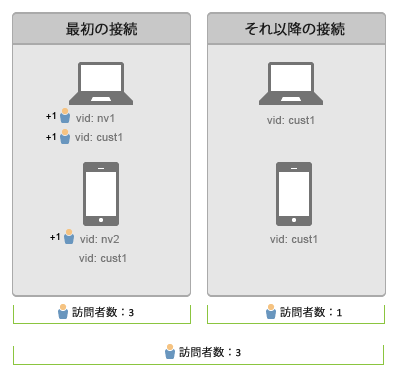 最初の接続
+1 vid: nv1
+1 vid: cust1
+1 vid: nv2
vid: cust1
訪問者数：3
それ以降の接続
vid: cust1
vid: cust1
訪問者数：1
訪問者数：3